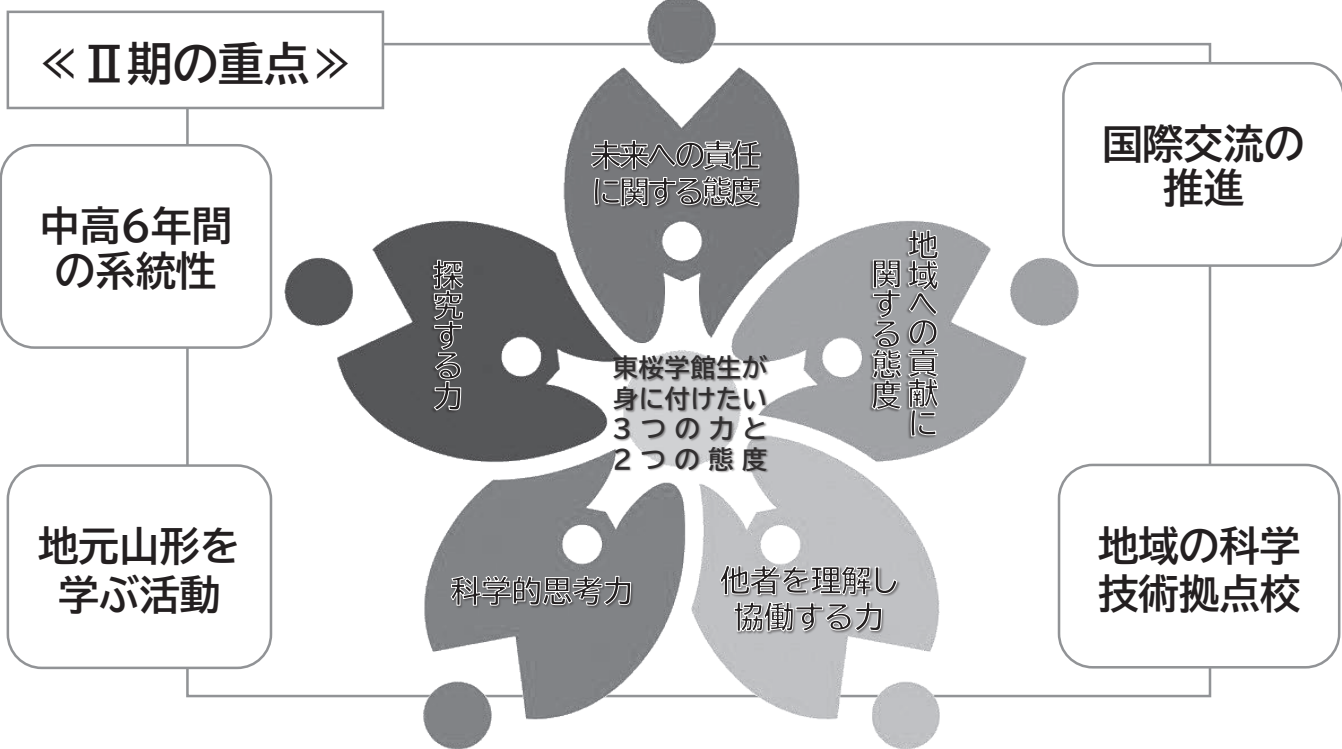 ≪Ⅱ期の重点≫
中高6年間
の系統性
地元山形を
学ぶ活動
国際交流の
推進
地域の科学
技術拠点校
未来への責任
に関する態度
探究する力
地域への貢献に
関する態度
科学的思考力
他者を理解し
協働する力
東桜学館生が
身に付けたい
3つの力と
2つの態度